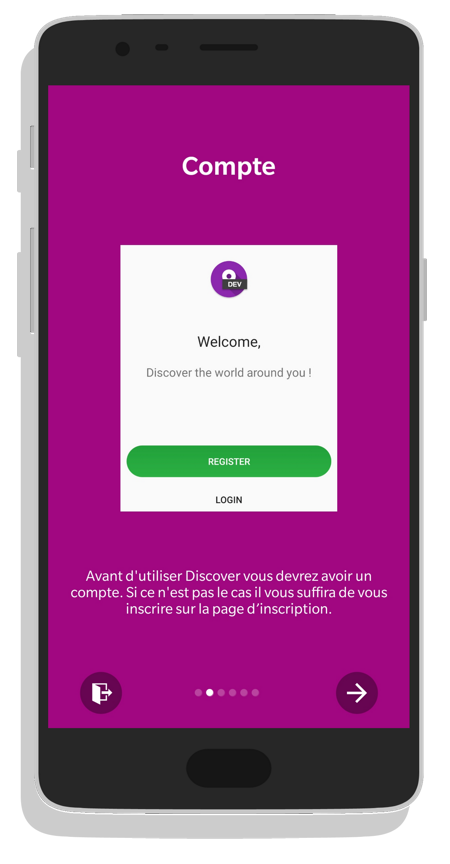 Compte
DEV
Welcome,
Discover the world around you !
REGISTER
LOGIN
Avant d'utiliser Discover vous devrez avoir un
compte. Si ce n'est pas le cas il vous suffira de vous
inscrire sur la page d’inscription.